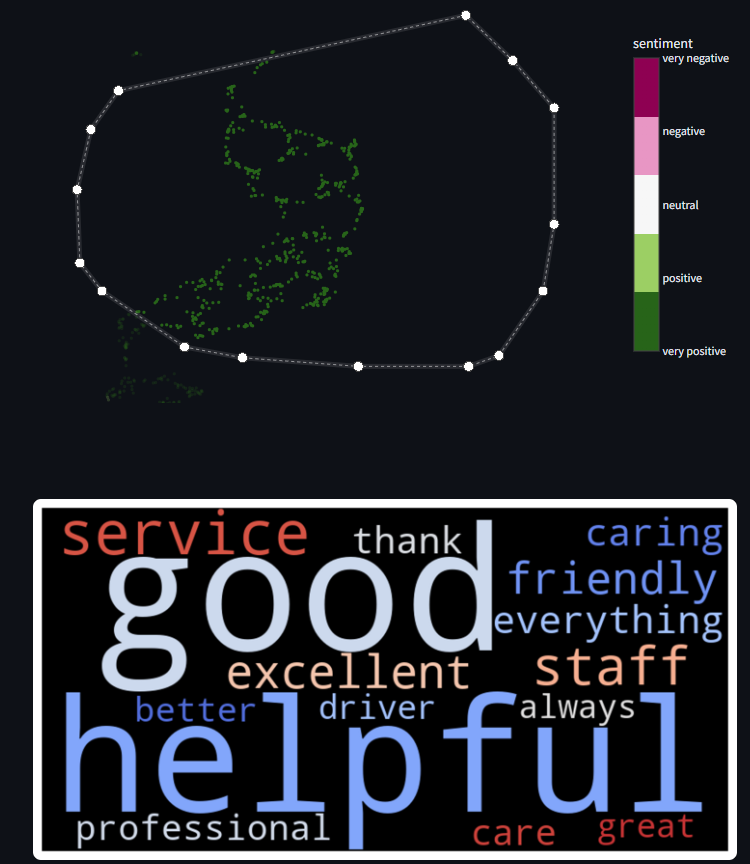 sentiment
very negative
negative
neutral
positive
very positive
service
thank
caring
good
friendly
everything
excellent
staff
better
driver
always
helpful
professional
care
great